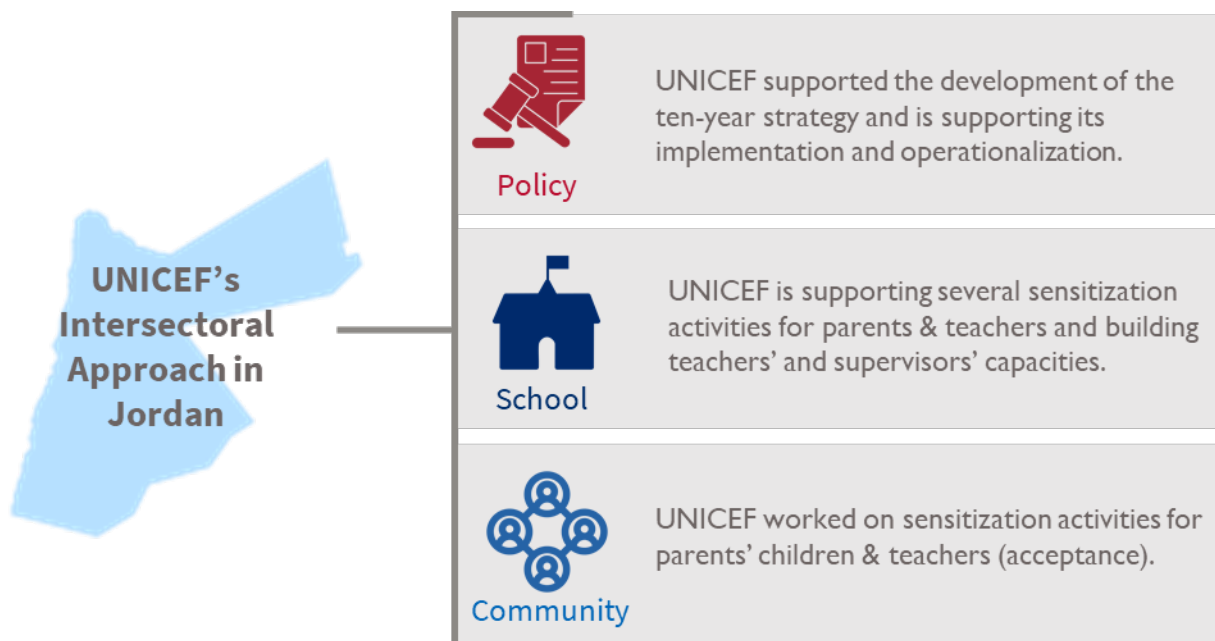 UNICEF’s
Intersectoral
Approach in
Jordan
Policy
UNICEF supported the development of the
ten-year strategy and is supporting its
implementation and operationalization.
School
UNICEF is supporting several sensitization
activities for parents & teachers and building
teachers’ and supervisors’ capacities.
Community
UNICEF worked on sensitization activities for
parents’ children & teachers (acceptance).